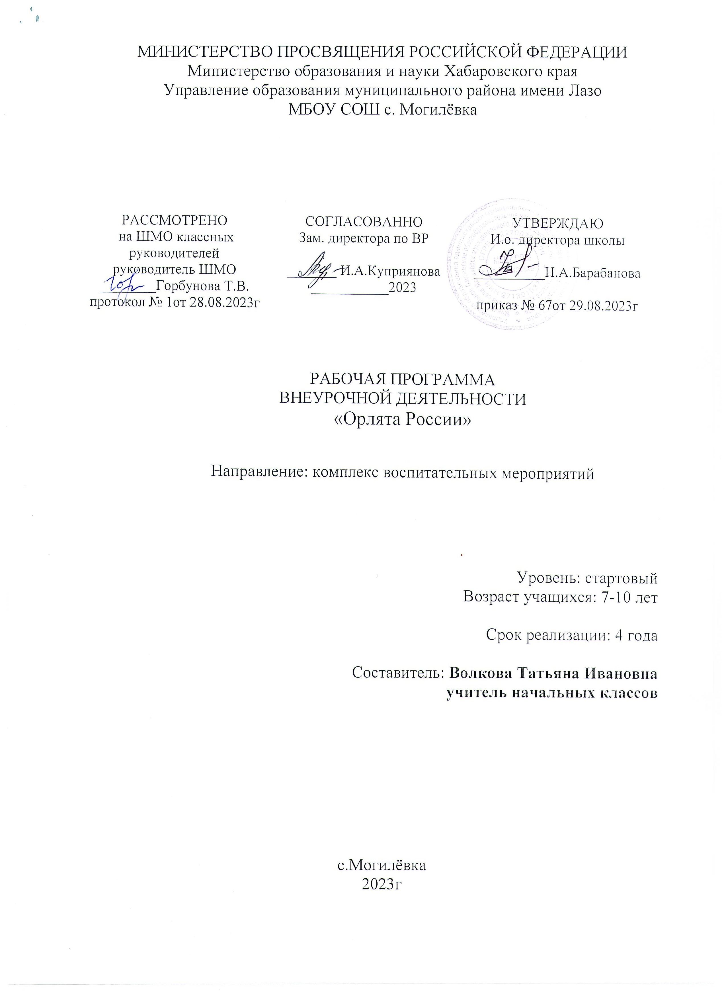 МИНИСТЕРСТВО ПРОСВЯЩЕНИЯ РОССИЙСКОЙ ФЕДЕРАЦИИ
Министерство образования и науки Хабаровского края
Управление образования муниципального района имени Лазо
МБОУ СОШ с. Могилёвка
РАССМОТРЕНО
на ШМО классных
руководителей
руководитель ШМО
Горбунова Т.В.
протокол № 1от 28.08.2023г
СОГЛАСОВАННО
Зам. директора по ВР
И.А.Куприянова
2023
УТВЕРЖДАЮ
И.о. директора школы
Н.А.Барабанова
приказ № 67от 29.08.2023г
РАБОЧАЯ ПРОГРАММА
ВНЕУРОЧНОЙ ДЕЯТЕЛЬНОСТИ
«Орлята России»
Направление: комплекс воспитательных мероприятий
Уровень: стартовый
Возраст учащихся: 7-10 лет
Срок реализации: 4 года
Составитель: Волкова Татьяна Ивановна
учитель начальных классов
с.Могилёвка
2023г